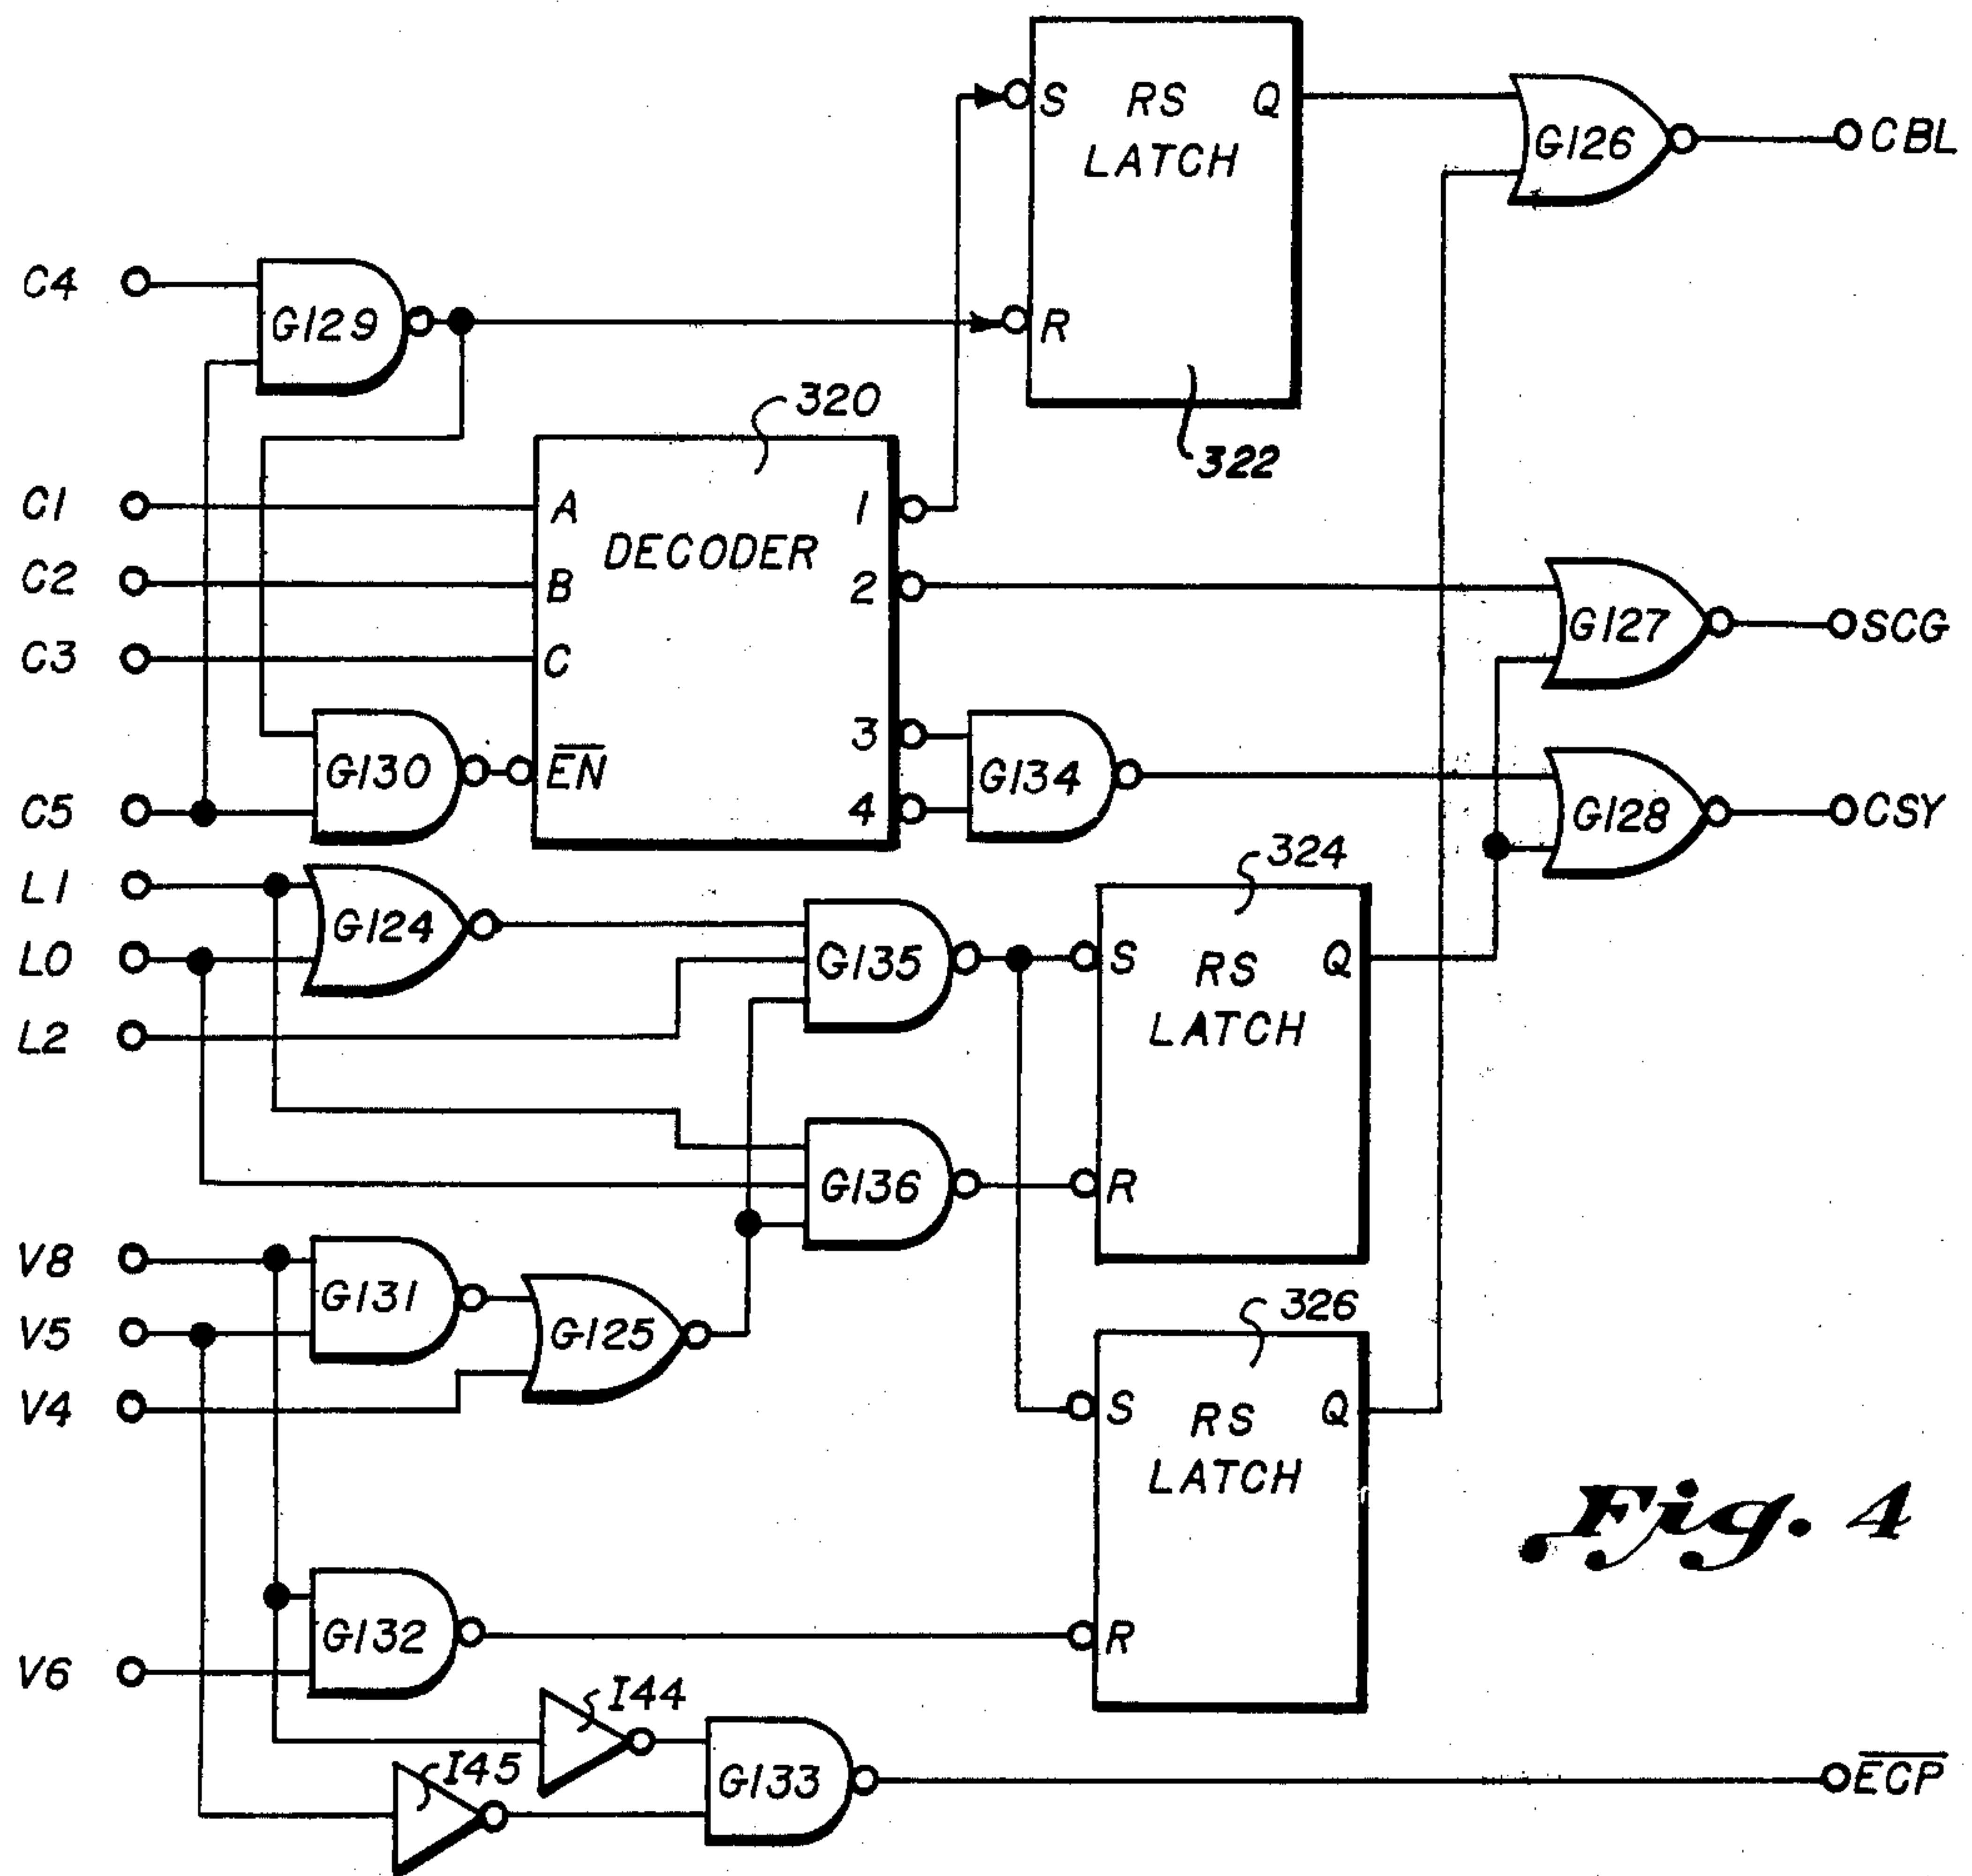 S RS Q
LATCH
R
322
G126
CBL
C4
G129
320
C1
C2
C3
C5
A
B
C
EN
DECODER
1
2
3
4
G130
G134
G127
SCG
G128
CSY
L1
L0
L2
G124
G135
G136
324
S RS Q
LATCH
R
V8
V5
V4
G131
G125
326
S RS Q
LATCH
R
V6
G132
I44
I45
G133
ECP
Fig. 4